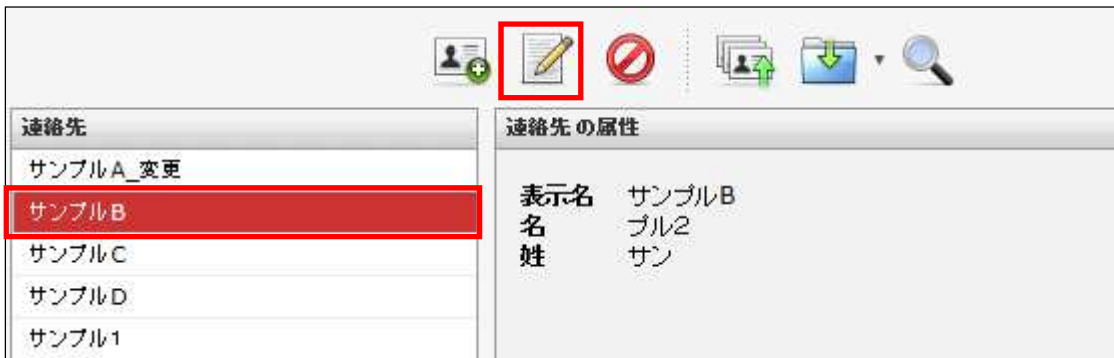 連絡先
サンプルA_変更
サンプルB
サンプルC
サンプルD
サンプル1
連絡先の属性
表示名 サンプルB
名 プル2
姓 サン